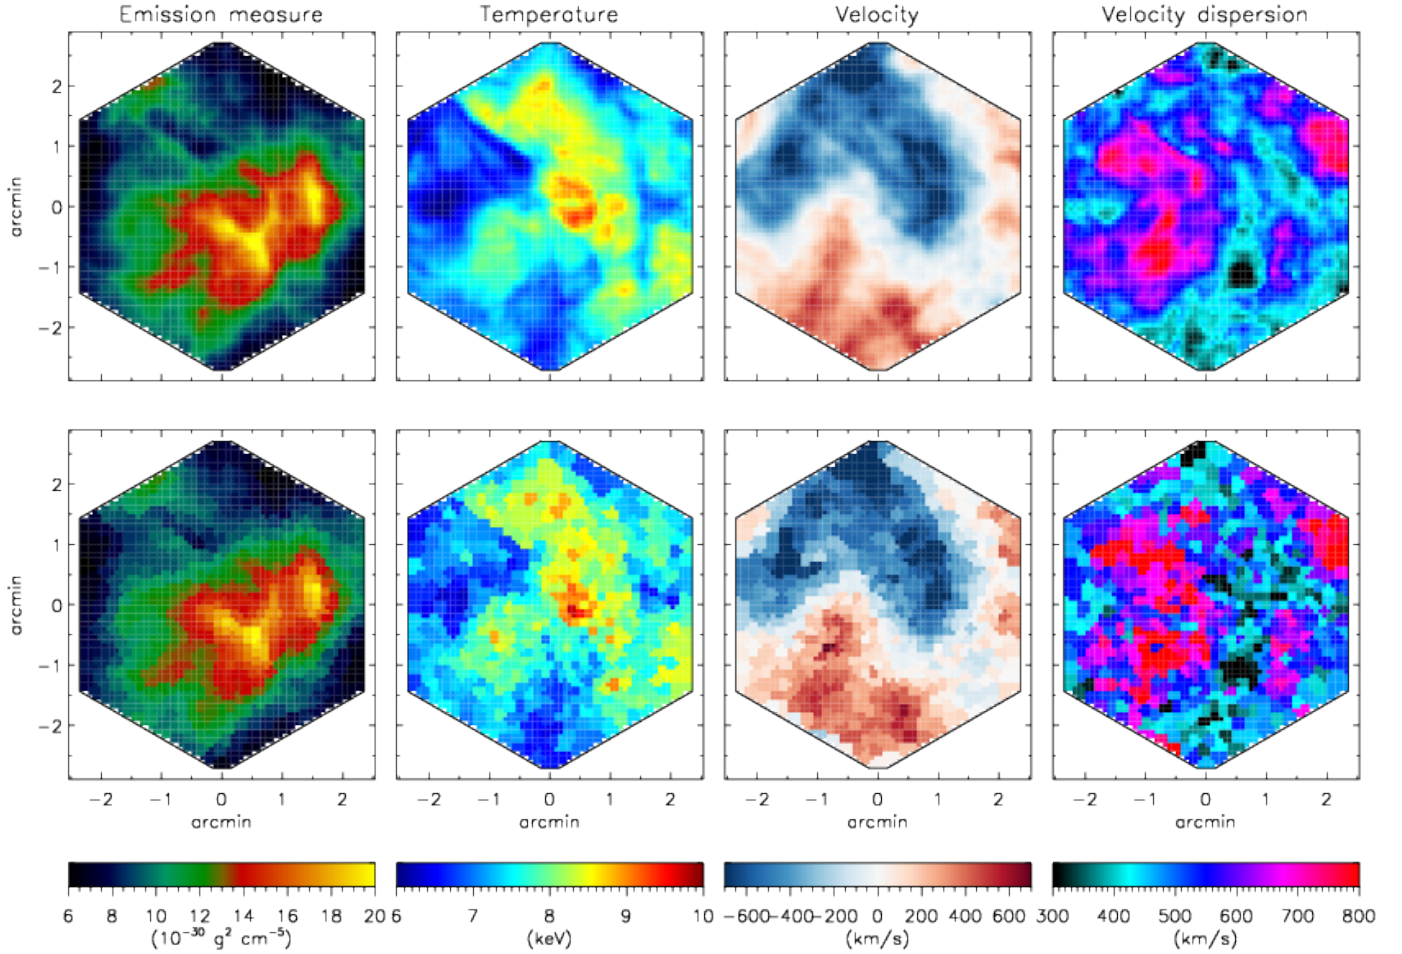 Emission measure Temperature Velocity Velocity dispersion
2
1
0
−1
−2
arcmin
2
1
0
−1
−2
arcmin
−2 −1 0 1 2 −2 −1 0 1 2 −2 −1 0 1 2 −2 −1 0 1 2
arcmin arcmin arcmin arcmin
6 8 10 12 14 16 18 20 6 7 8 9 10 −600−400−200 0 200 400 600 300 400 500 600 700 800
(10⁻³⁰ g² cm⁻⁵) (keV) (km/s) (km/s)